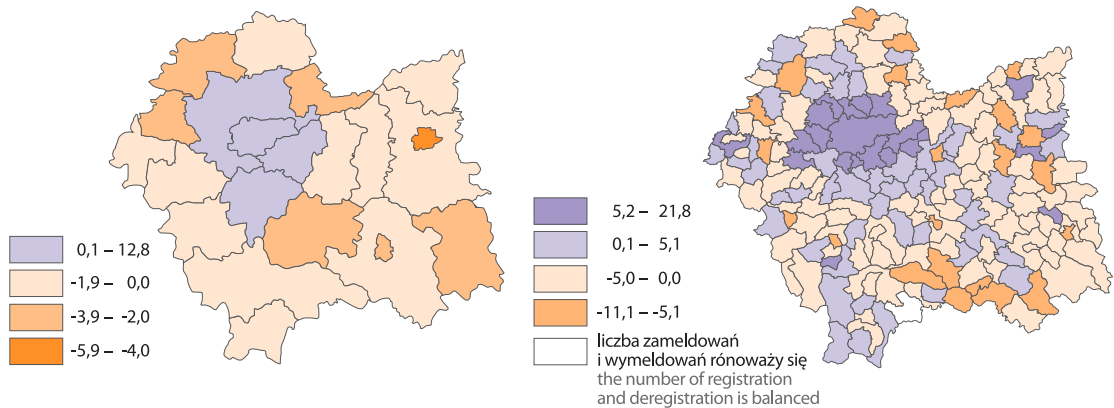 0,1 – 12,8
-1,9 – 0,0
-3,9 – -2,0
-5,9 – -4,0
5,2 – 21,8
0,1 – 5,1
-5,0 – 0,0
-11,1 – -5,1
liczba zameldowań
i wymeldowań rónoważy się
the number of registration
and deregistration is balanced